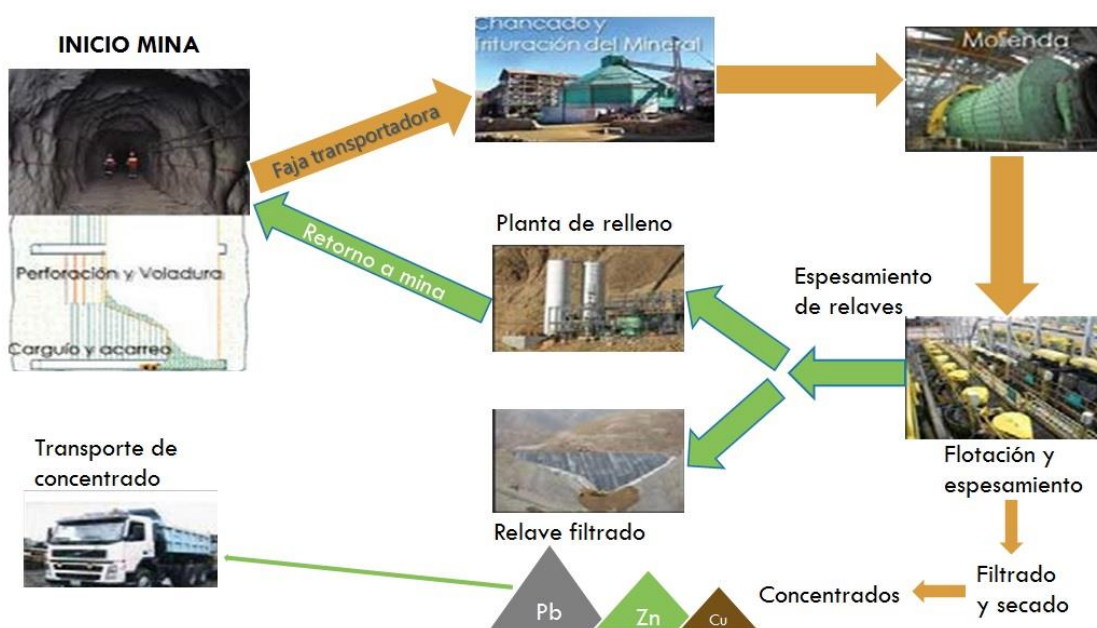 INICIO MINA
Perforación y Voladura
Carguío y acarreo
Faja transportadora
Chancado y
Trituración del Mineral
Molienda
Retorno a mina
Planta de relleno
Espesamiento
de relaves
Flotación y
espesamiento
Relave filtrado
Filtrado
y secado
Concentrados
Pb
Zn
Cu
Transporte de
concentrado